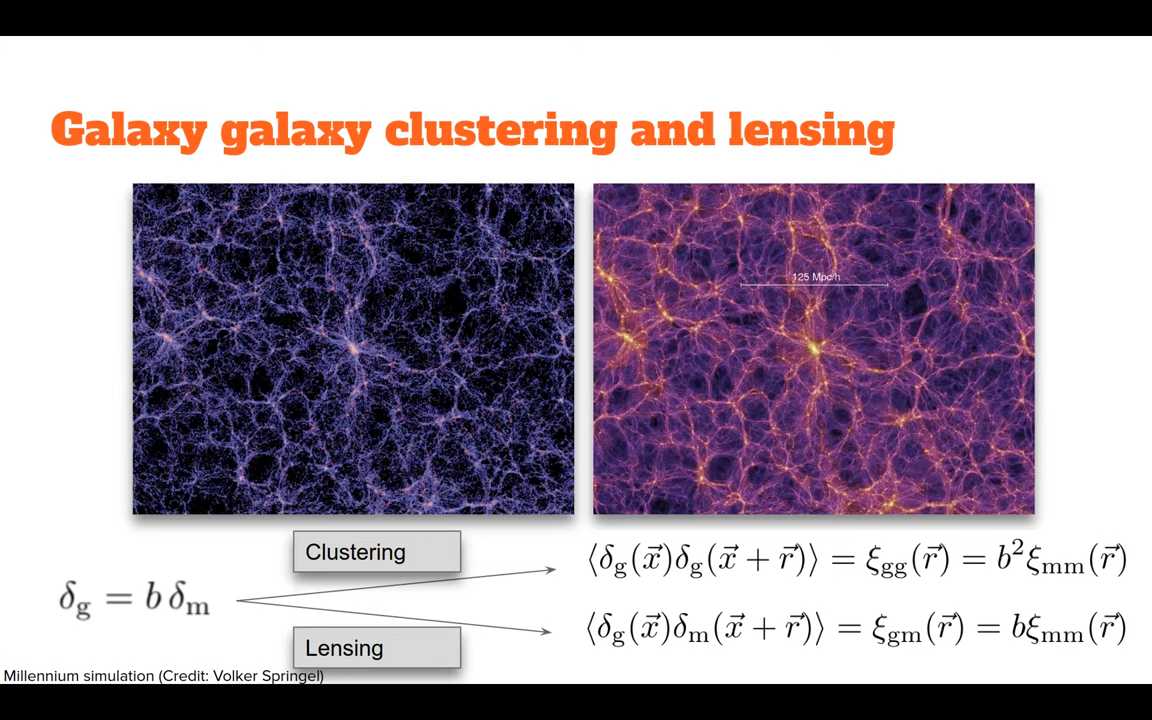 Galaxy galaxy clustering and lensing
125 Mpc/h
Clustering
⟨δ_g(x⃗)δ_g(x⃗ + r⃗)⟩ = ξ_gg(r⃗) = b²ξ_mm(r⃗)
δ_g = b δ_m
⟨δ_g(x⃗)δ_m(x⃗ + r⃗)⟩ = ξ_gm(r⃗) = bξ_mm(r⃗)
Lensing
Millennium simulation (Credit: Volker Springel)